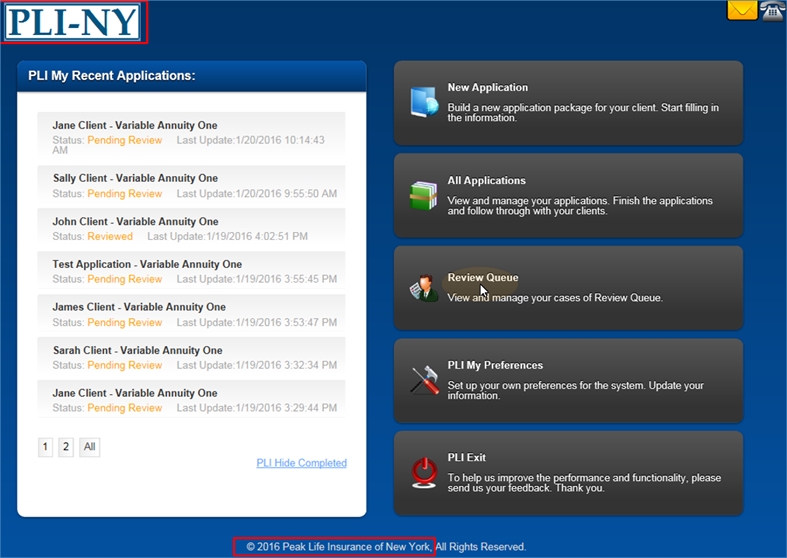 PLI-NY
PLI My Recent Applications:
Jane Client - Variable Annuity One
Status: Pending Review Last Update:1/20/2016 10:14:43
AM
Sally Client - Variable Annuity One
Status: Pending Review Last Update:1/20/2016 9:55:50 AM
John Client - Variable Annuity One
Status: Reviewed Last Update:1/19/2016 4:02:51 PM
Test Application - Variable Annuity One
Status: Pending Review Last Update:1/19/2016 3:55:45 PM
James Client - Variable Annuity One
Status: Pending Review Last Update:1/19/2016 3:53:47 PM
Sarah Client - Variable Annuity One
Status: Pending Review Last Update:1/19/2016 3:32:34 PM
Jane Client - Variable Annuity One
Status: Pending Review Last Update:1/19/2016 3:29:44 PM
1 2 All
PLI Hide Completed
New Application
Build a new application package for your client. Start filling in
the information.
All Applications
View and manage your applications. Finish the applications
and follow through with your clients.
Review Queue
View and manage your cases of Review Queue.
PLI My Preferences
Set up your own preferences for the system. Update your
information.
PLI Exit
To help us improve the performance and functionality, please
send us your feedback. Thank you.
© 2016 Peak Life Insurance of New York, All Rights Reserved.